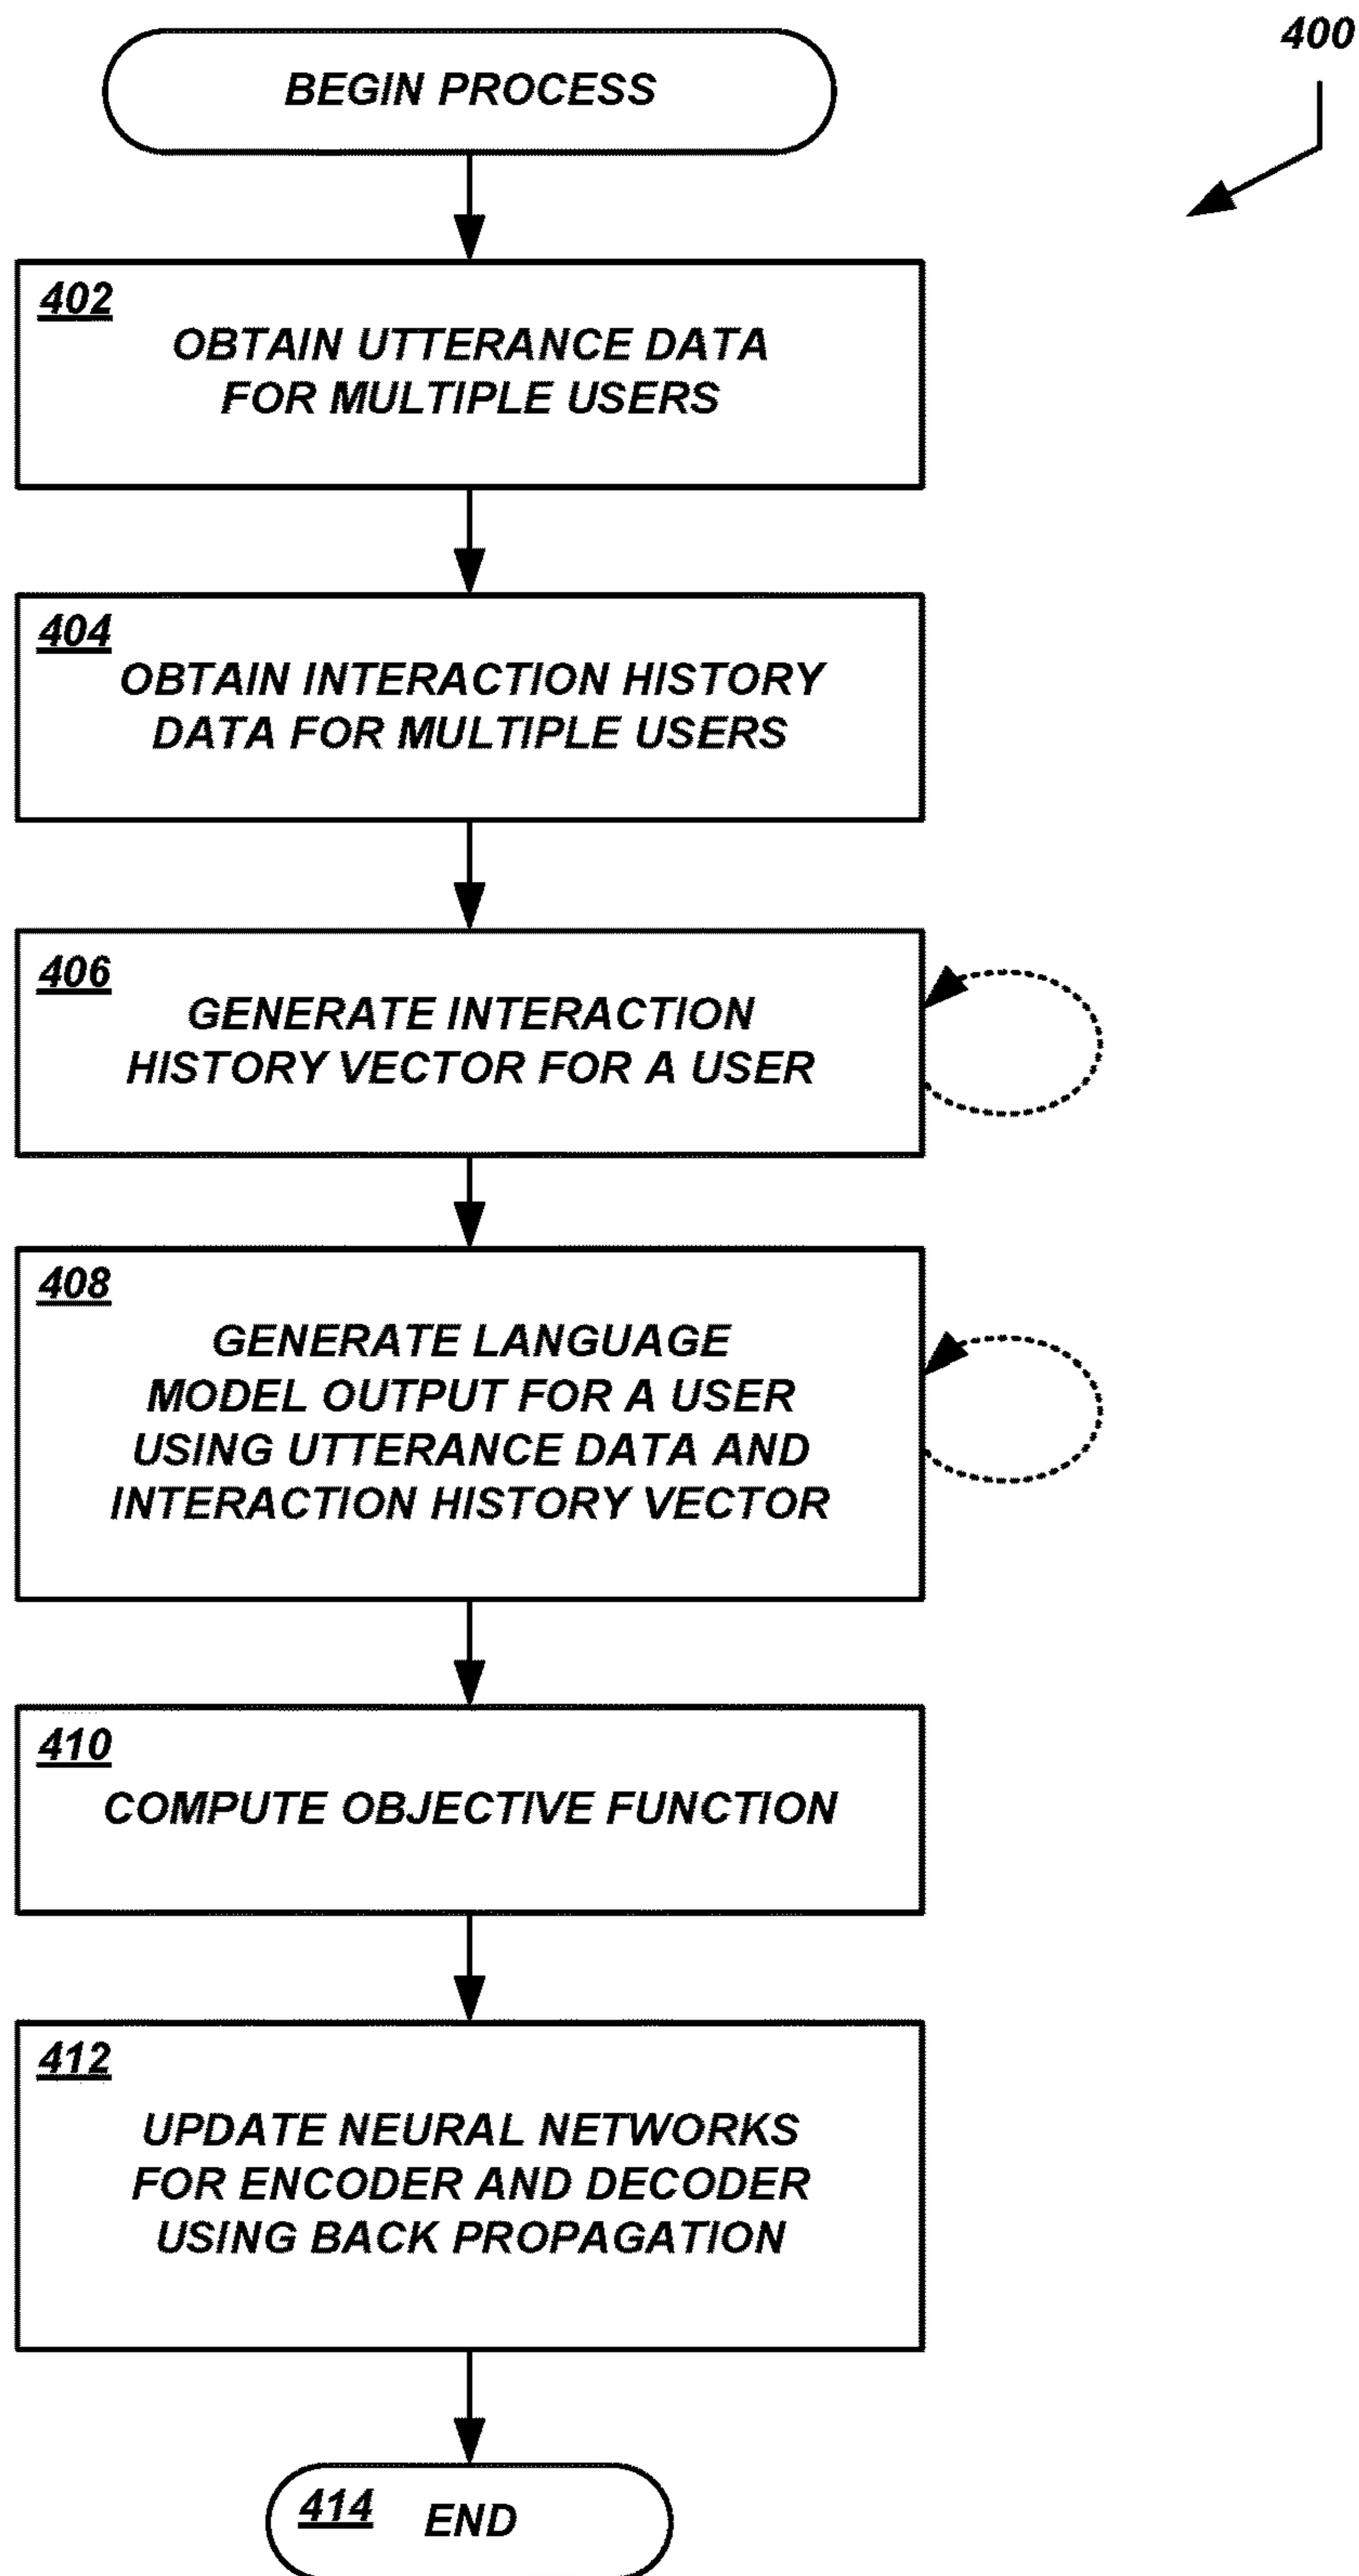 400
BEGIN PROCESS
402
OBTAIN UTTERANCE DATA
FOR MULTIPLE USERS
404
OBTAIN INTERACTION HISTORY
DATA FOR MULTIPLE USERS
406
GENERATE INTERACTION
HISTORY VECTOR FOR A USER
408
GENERATE LANGUAGE
MODEL OUTPUT FOR A USER
USING UTTERANCE DATA AND
INTERACTION HISTORY VECTOR
410
COMPUTE OBJECTIVE FUNCTION
412
UPDATE NEURAL NETWORKS
FOR ENCODER AND DECODER
USING BACK PROPAGATION
414 END